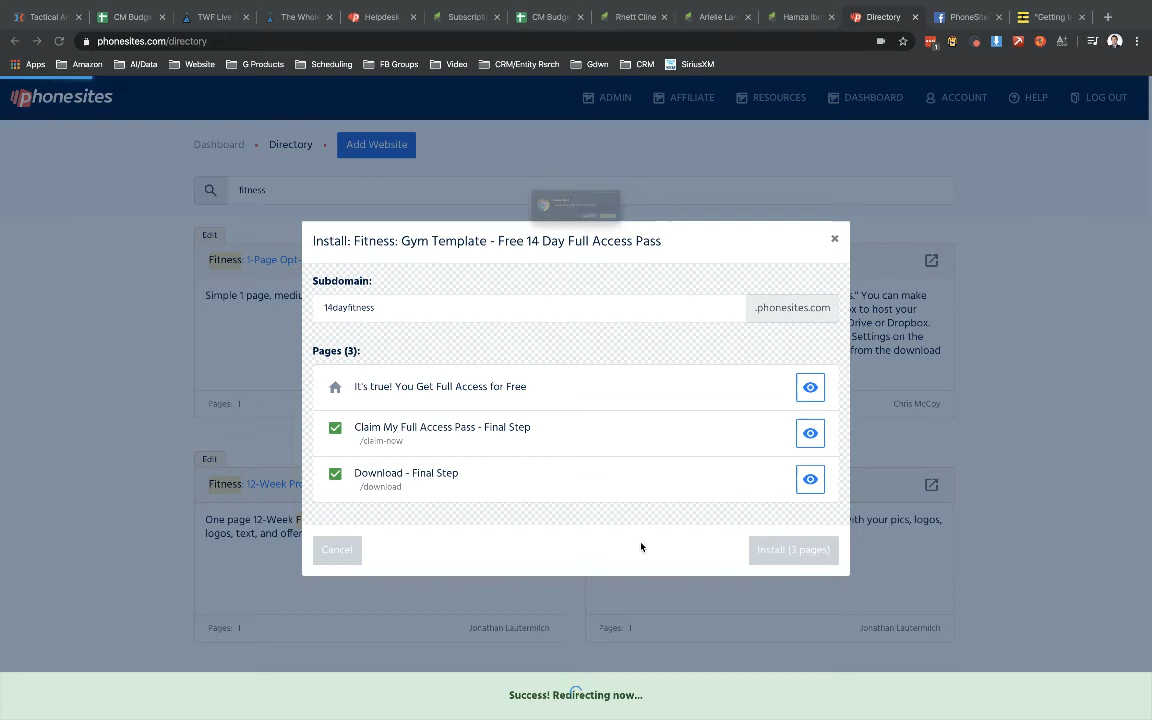 Tactical Ar
CM Budge
TWF Live
The Whole
Helpdesk
Subscripti
CM Budge
Rhett Cline
Arielle Lar
Hamza Ibr
Directory
PhoneSite
"Getting t
phonesites.com/directory
Apps
Amazon
AI/Data
Website
G Products
Scheduling
FB Groups
Video
CRM/Entity Rsrch
Gdwn
CRM
SiriusXM
phonesites
ADMIN
AFFILIATE
RESOURCES
DASHBOARD
ACCOUNT
HELP
LOG OUT
Dashboard • Directory • Add Website
fitness
Edit
Fitness: 1-Page Opt-
Simple 1 page, mediu
s." You can make
ox to host your
Drive or Dropbox.
Settings on the
from the download
Pages: 1
Chris McCoy
Install: Fitness: Gym Template - Free 14 Day Full Access Pass
Subdomain:
14dayfitness
.phonesites.com
Pages (3):
It's true! You Get Full Access for Free
Claim My Full Access Pass - Final Step
/claim-now
Download - Final Step
/download
Cancel
Install (3 pages)
Edit
Fitness: 12-Week Pro
One page 12-Week F
logos, text, and offer
with your pics, logos,
Pages: 1
Jonathan Lautermilch
Pages: 1
Jonathan Lautermilch
Success! Redirecting now...